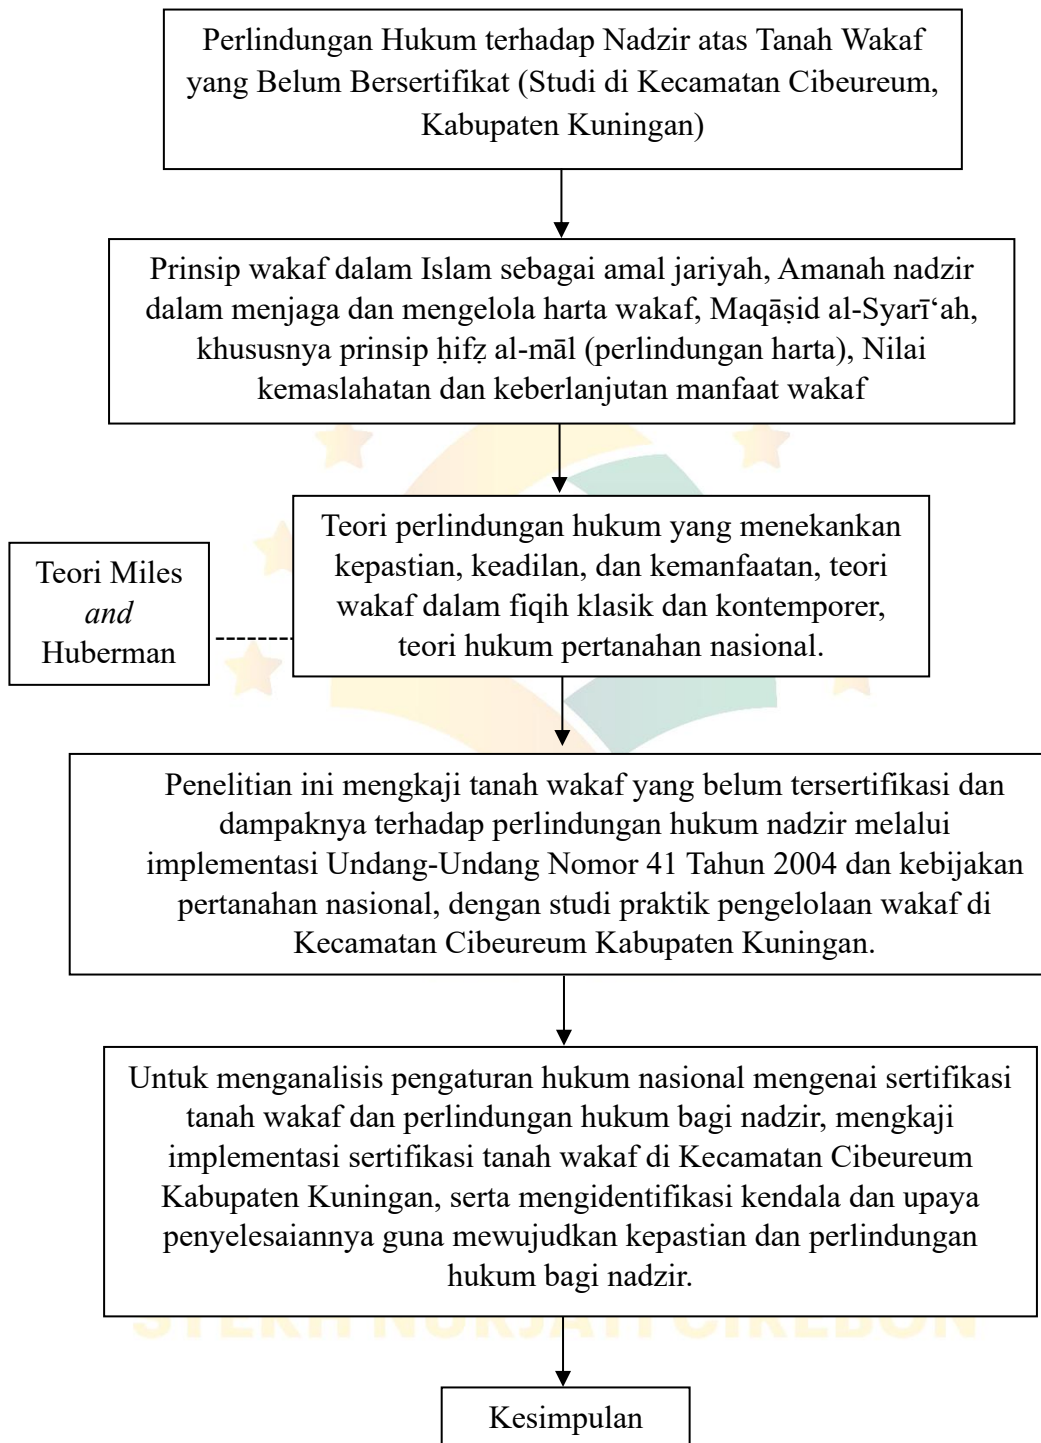 Perlindungan Hukum terhadap Nadzir atas Tanah Wakaf
yang Belum Bersertifikat (Studi di Kecamatan Cibeureum,
Kabupaten Kuningan)
Prinsip wakaf dalam Islam sebagai amal jariyah, Amanah nadzir
dalam menjaga dan mengelola harta wakaf, Maqāṣid al-Syarī‘ah,
khususnya prinsip ḥifẓ al-māl (perlindungan harta), Nilai
kemaslahatan dan keberlanjutan manfaat wakaf
Teori Miles
and
Huberman
Teori perlindungan hukum yang menekankan
kepastian, keadilan, dan kemanfaatan, teori
wakaf dalam fiqih klasik dan kontemporer,
teori hukum pertanahan nasional.
Penelitian ini mengkaji tanah wakaf yang belum tersertifikasi dan
dampaknya terhadap perlindungan hukum nadzir melalui
implementasi Undang-Undang Nomor 41 Tahun 2004 dan kebijakan
pertanahan nasional, dengan studi praktik pengelolaan wakaf di
Kecamatan Cibeureum Kabupaten Kuningan.
Untuk menganalisis pengaturan hukum nasional mengenai sertifikasi
tanah wakaf dan perlindungan hukum bagi nadzir, mengkaji
implementasi sertifikasi tanah wakaf di Kecamatan Cibeureum
Kabupaten Kuningan, serta mengidentifikasi kendala dan upaya
penyelesaiannya guna mewujudkan kepastian dan perlindungan
hukum bagi nadzir.
SYEKH NURJATI CIREBON
Kesimpulan